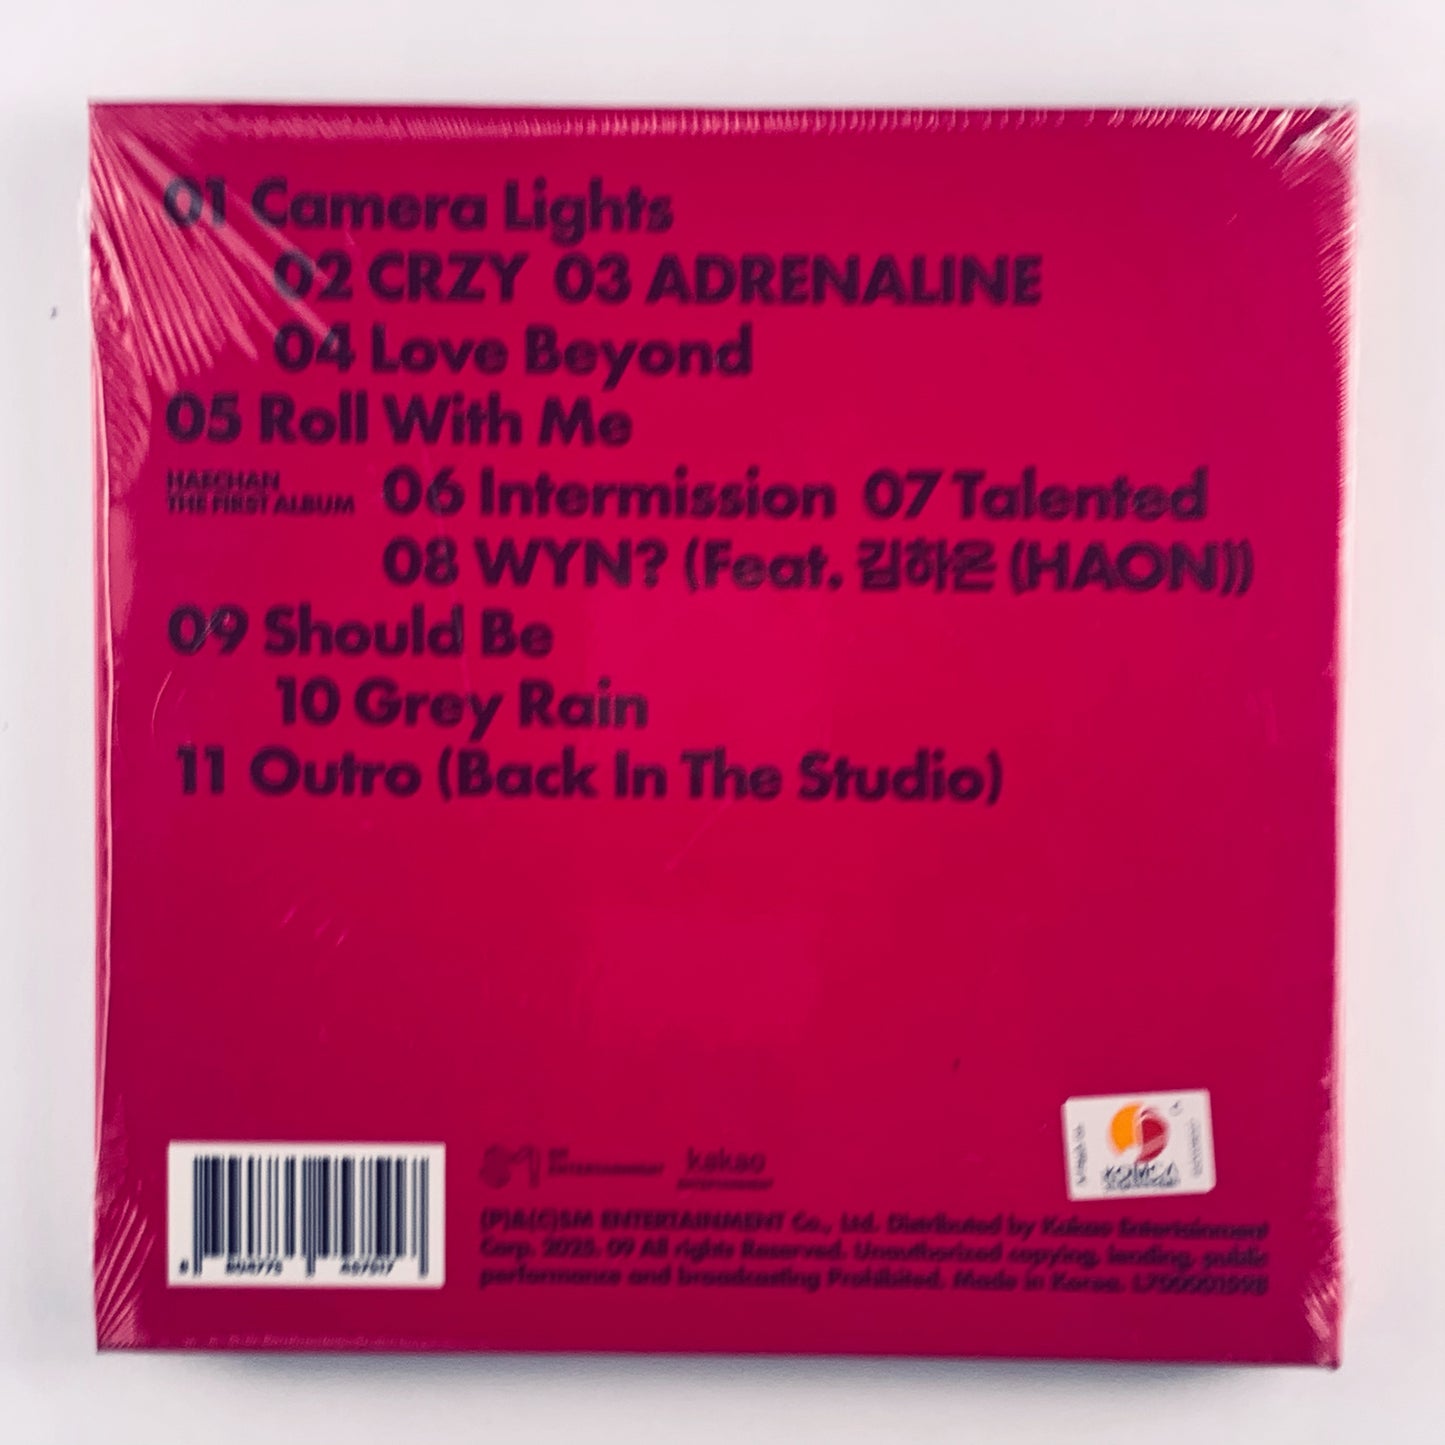 01 Camera Lights
02 CRZY 03 ADRENALINE
04 Love Beyond
05 Roll With Me
HAECHAN
THE FIRST ALBUM
06 Intermission 07 Talented
08 WYN? (Feat. 김하온 (HAON))
09 Should Be
10 Grey Rain
11 Outro (Back In The Studio)
ENTERTAINMENT
kakao
ENTERTAINMENT
KOMCA
(P)&(C)SM ENTERTAINMENT Co., Ltd. Distributed by Kakao Entertainment
Corp. 2025. 09 All rights Reserved. Unauthorized copying, lending, public
performance and broadcasting Prohibited. Made in Korea.